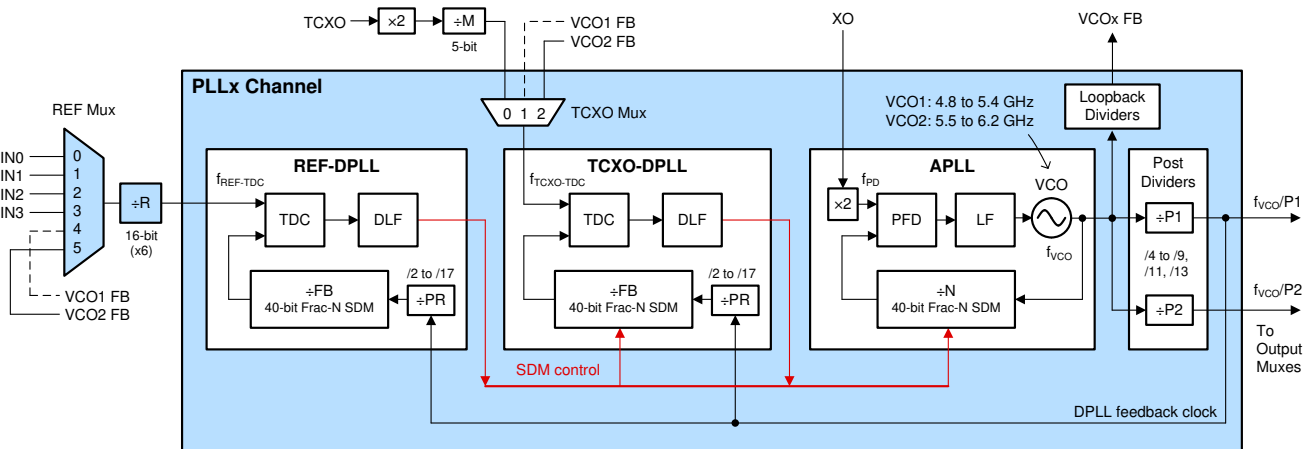 TCXO
×2
÷M
5-bit
VCO1 FB
VCO2 FB
XO
VCOx FB
PLLx Channel
REF Mux
0 1 2
TCXO Mux
VCO1: 4.8 to 5.4 GHz
VCO2: 5.5 to 6.2 GHz
Loopback
Dividers
IN0
IN1
IN2
IN3
0
1
2
3
4
5
÷R
16-bit
(x6)
VCO1 FB
VCO2 FB
REF-DPLL
fREF-TDC
TDC
DLF
/2 to /17
÷FB
40-bit Frac-N SDM
÷PR
TCXO-DPLL
fTCXO-TDC
TDC
DLF
/2 to /17
÷FB
40-bit Frac-N SDM
÷PR
APLL
fPD
×2
PFD
LF
VCO
fVCO
÷N
40-bit Frac-N SDM
Post
Dividers
÷P1
/4 to /9,
/11, /13
÷P2
fVCO/P1
fVCO/P2
To
Output
Muxes
SDM control
DPLL feedback clock